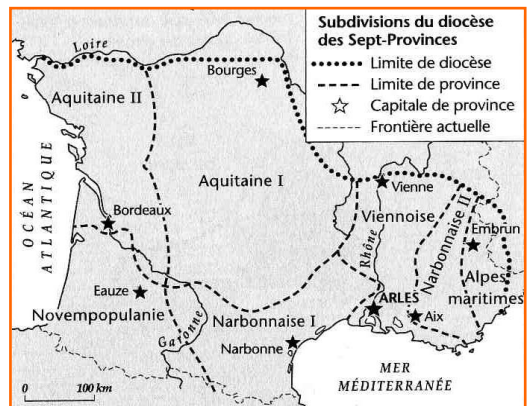 Subdivisions du diocèse
des Sept-Provinces
Limite de diocèse
Limite de province
Capitale de province
Frontière actuelle
Loire
Bourges
Aquitaine II
Aquitaine I
OCÉAN
ATLANTIQUE
Bordeaux
Eauze
Novempopulanie
Garonne
Narbonnaise I
Narbonne
Vienne
Viennoise
Rhône
Narbonnaise II
Embrun
Alpes
maritimes
ARLES
Aix
MER
MÉDITERRANÉE
0 100 km